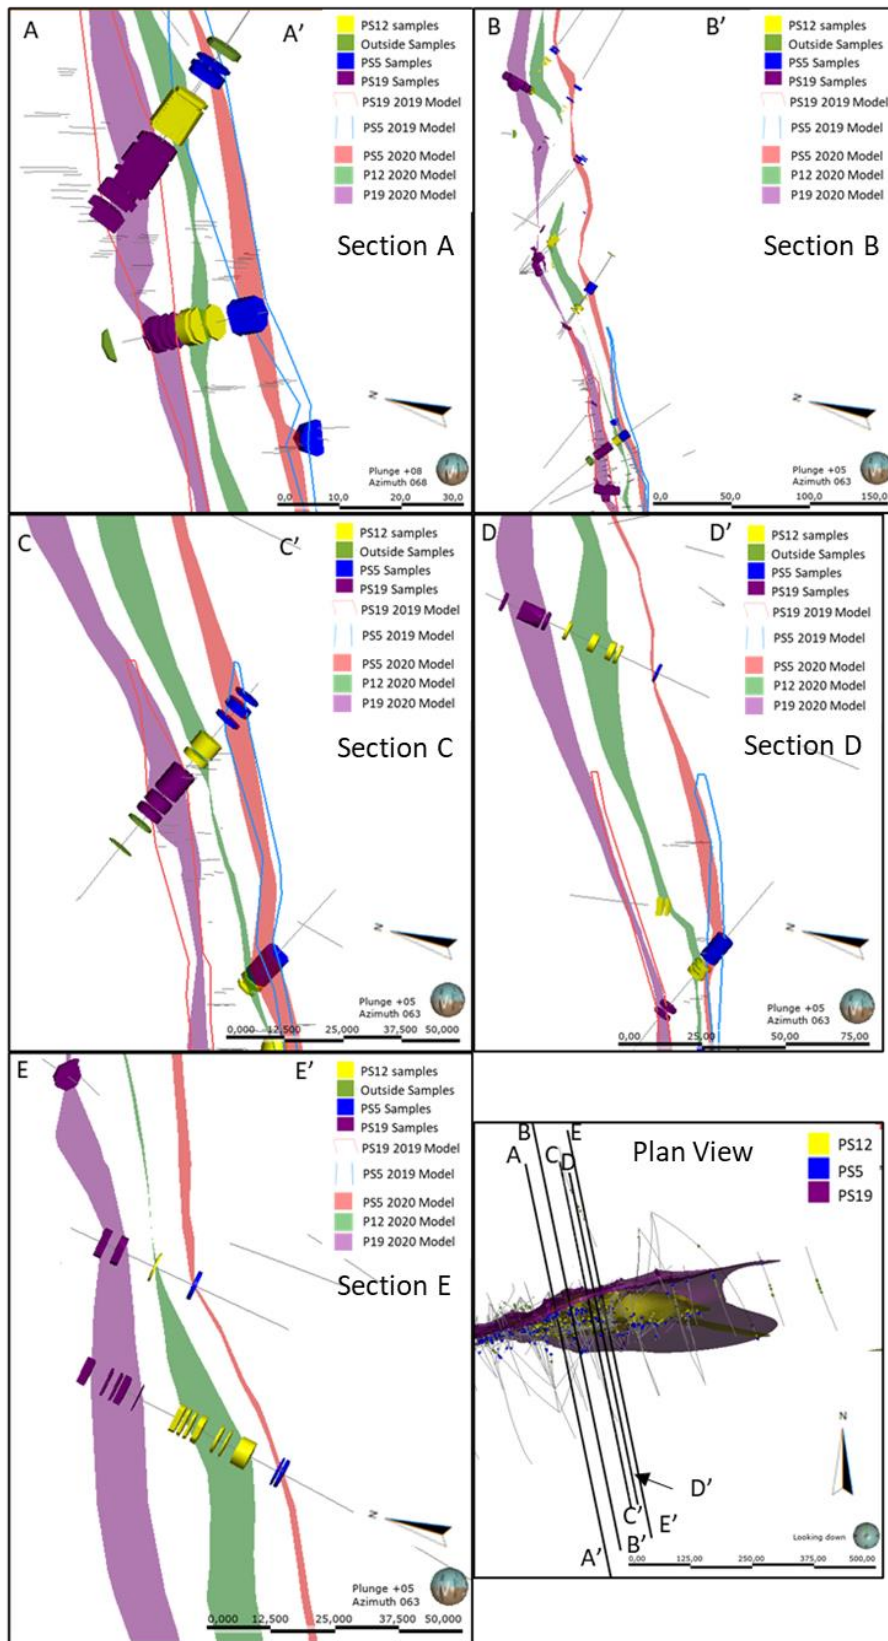 A
A’
PS12 samples
Outside Samples
PS5 Samples
PS19 Samples
PS19 2019 Model
PS5 2019 Model
PS5 2020 Model
P12 2020 Model
P19 2020 Model
Section A
N
Plunge +08
Azimuth 068
0,0 10,0 20,0 30,0
B
B’
PS12 samples
Outside Samples
PS5 Samples
PS19 Samples
PS19 2019 Model
PS5 2019 Model
PS5 2020 Model
P12 2020 Model
P19 2020 Model
Section B
N
Plunge +05
Azimuth 063
0,0 50,0 100,0 150,0
C
C’
PS12 samples
Outside Samples
PS5 Samples
PS19 Samples
PS19 2019 Model
PS5 2019 Model
PS5 2020 Model
P12 2020 Model
P19 2020 Model
Section C
N
Plunge +05
Azimuth 063
0,000 12,500 25,000 37,500 50,000
D
D’
PS12 samples
Outside Samples
PS5 Samples
PS19 Samples
PS19 2019 Model
PS5 2019 Model
PS5 2020 Model
P12 2020 Model
P19 2020 Model
Section D
N
Plunge +05
Azimuth 063
0,00 25,00 50,00 75,00
E
E’
PS12 samples
Outside Samples
PS5 Samples
PS19 Samples
PS19 2019 Model
PS5 2019 Model
PS5 2020 Model
P12 2020 Model
P19 2020 Model
Section E
N
Plunge +05
Azimuth 063
0,000 12,500 25,000 37,500 50,000
B
E
A
C
D
Plan View
PS12
PS5
PS19
N
D’
C’
E’
B’
A’
Looking down
0,00 125,00 250,00 375,00 500,00